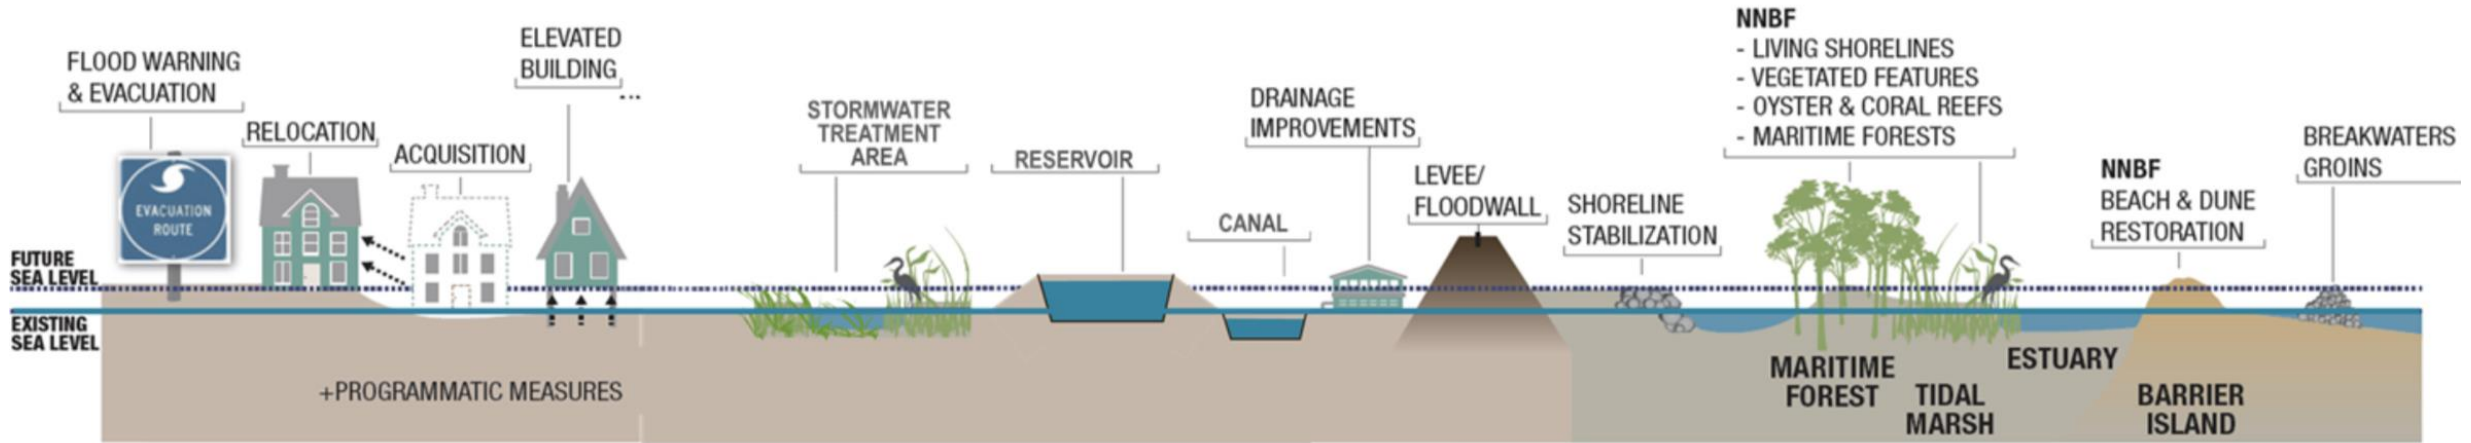 FLOOD WARNING
& EVACUATION
RELOCATION
ACQUISITION
ELEVATED
BUILDING
...
EVACUATION
ROUTE
STORMWATER
TREATMENT
AREA
RESERVOIR
CANAL
DRAINAGE
IMPROVEMENTS
LEVEE/
FLOODWALL
SHORELINE
STABILIZATION
NNBF
- LIVING SHORELINES
- VEGETATED FEATURES
- OYSTER & CORAL REEFS
- MARITIME FORESTS
NNBF
BEACH & DUNE
RESTORATION
BREAKWATERS
GROINS
FUTURE
SEA LEVEL
EXISTING
SEA LEVEL
+PROGRAMMATIC MEASURES
MARITIME
FOREST
TIDAL
MARSH
ESTUARY
BARRIER
ISLAND